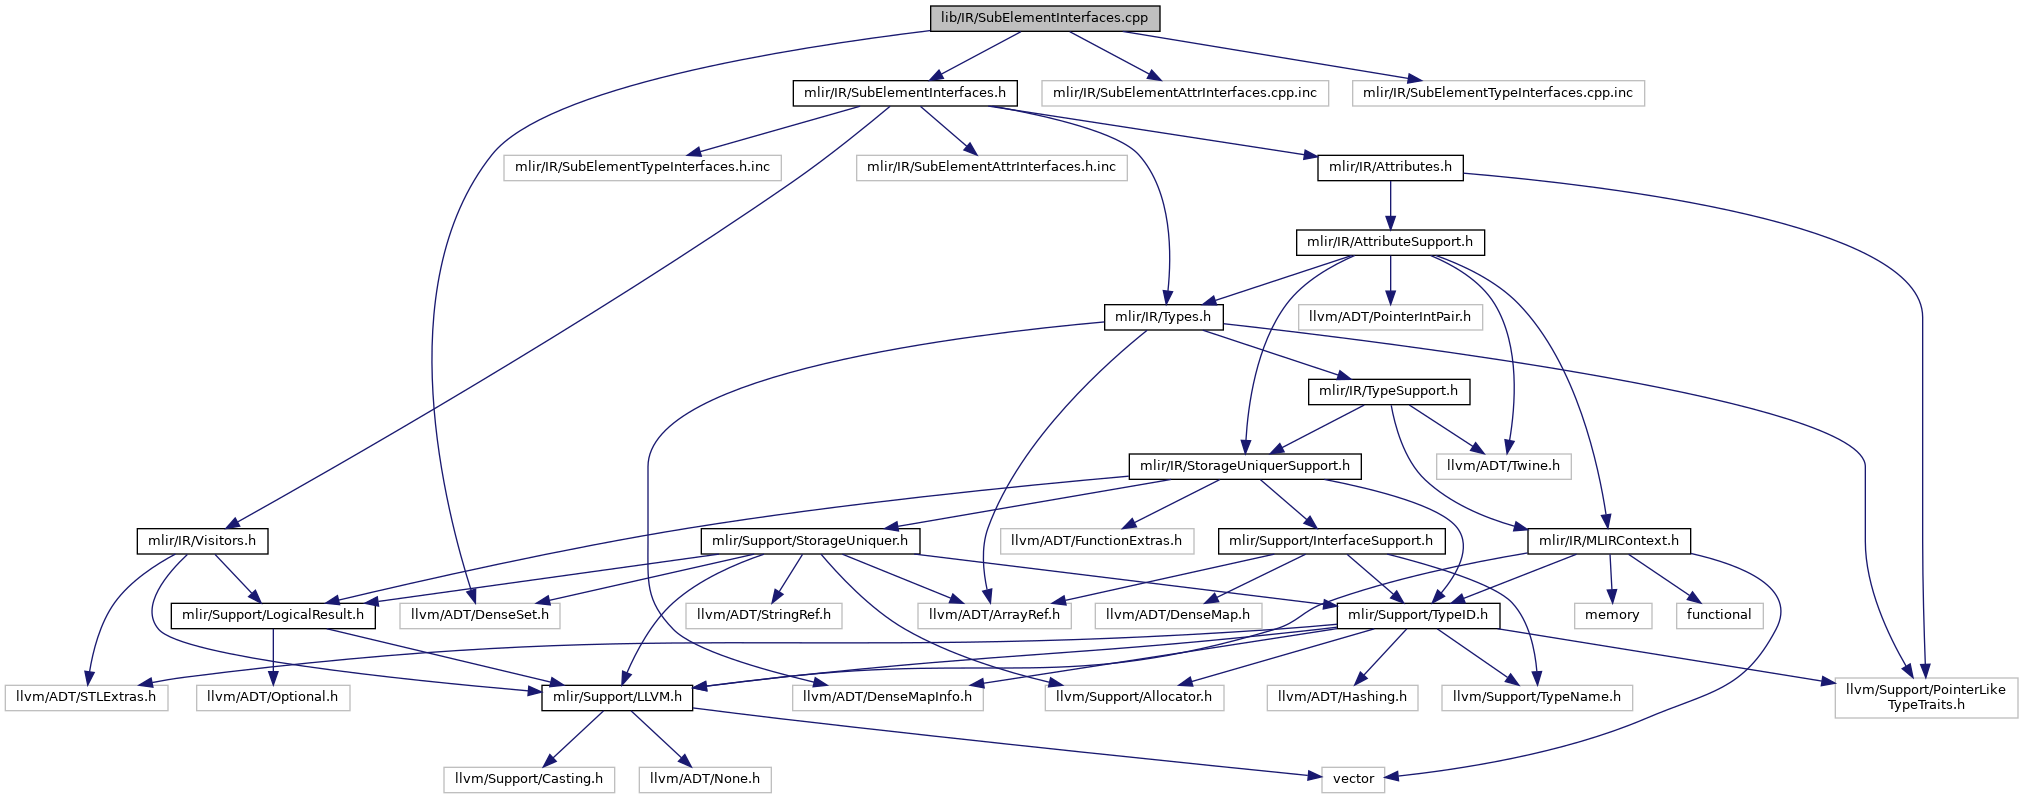 lib/IR/SubElementInterfaces.cpp
mlir/IR/SubElementInterfaces.h
mlir/IR/SubElementAttrInterfaces.cpp.inc
mlir/IR/SubElementTypeInterfaces.cpp.inc
mlir/IR/SubElementTypeInterfaces.h.inc
mlir/IR/SubElementAttrInterfaces.h.inc
mlir/IR/Attributes.h
mlir/IR/AttributeSupport.h
mlir/IR/Types.h
llvm/ADT/PointerIntPair.h
mlir/IR/TypeSupport.h
mlir/IR/StorageUniquerSupport.h
llvm/ADT/Twine.h
mlir/IR/Visitors.h
mlir/Support/StorageUniquer.h
llvm/ADT/FunctionExtras.h
mlir/Support/InterfaceSupport.h
mlir/IR/MLIRContext.h
mlir/Support/LogicalResult.h
llvm/ADT/DenseSet.h
llvm/ADT/StringRef.h
llvm/ADT/ArrayRef.h
llvm/ADT/DenseMap.h
mlir/Support/TypeID.h
memory
functional
llvm/ADT/STLExtras.h
llvm/ADT/Optional.h
mlir/Support/LLVM.h
llvm/ADT/DenseMapInfo.h
llvm/Support/Allocator.h
llvm/ADT/Hashing.h
llvm/Support/TypeName.h
llvm/Support/PointerLike
TypeTraits.h
llvm/Support/Casting.h
llvm/ADT/None.h
vector